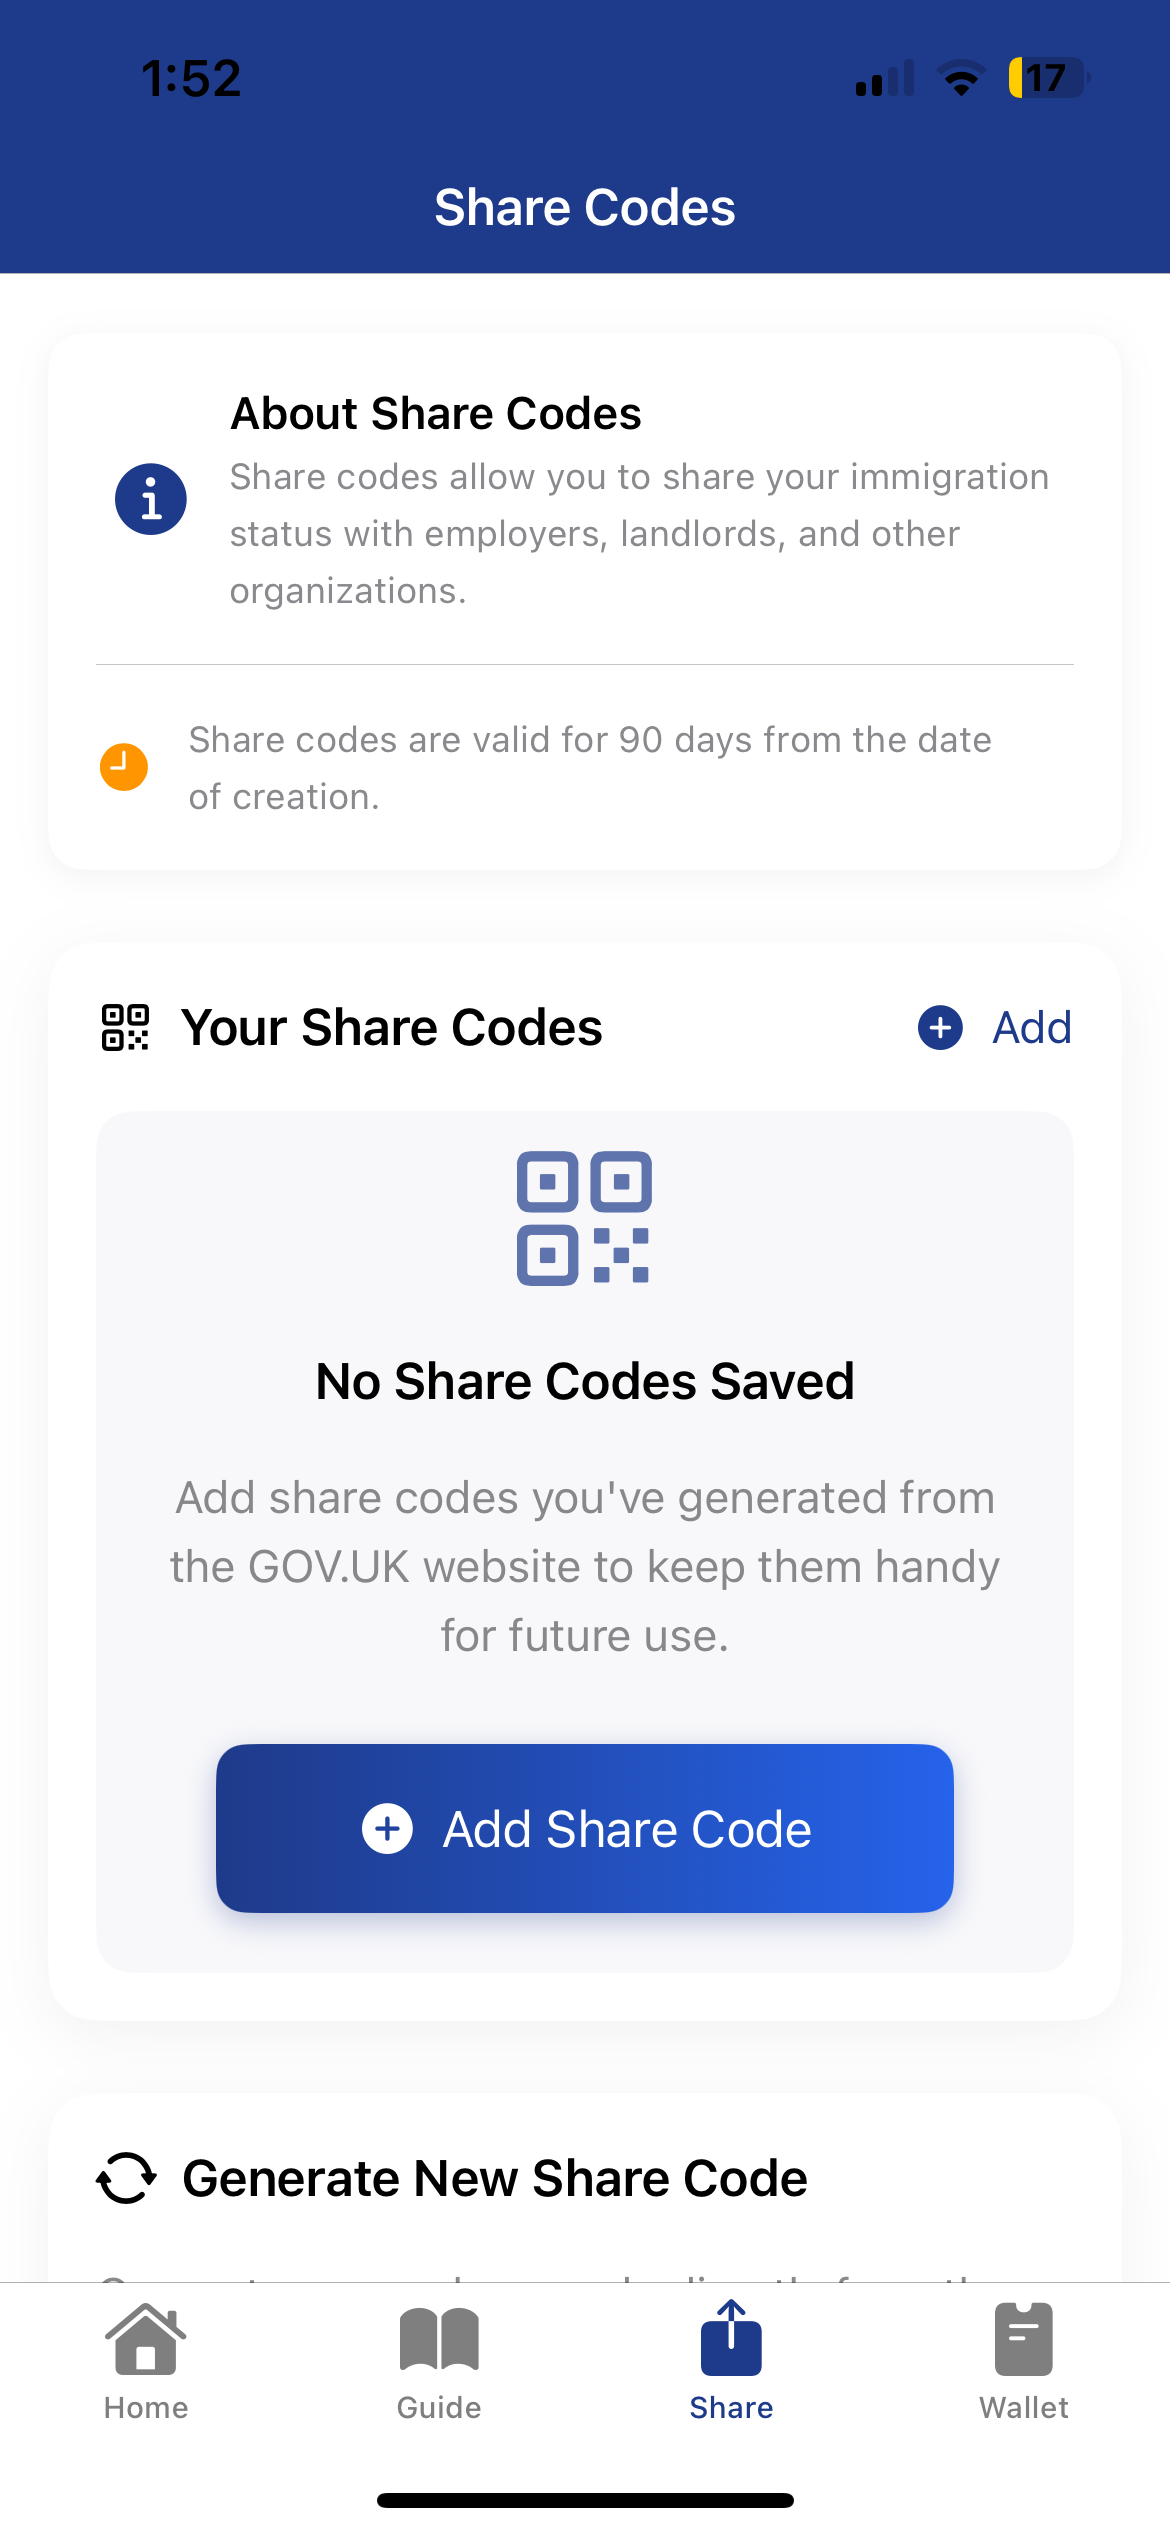 1:52
17
Share Codes
About Share Codes
Share codes allow you to share your immigration
status with employers, landlords, and other
organizations.
Share codes are valid for 90 days from the date
of creation.
Your Share Codes
Add
No Share Codes Saved
Add share codes you've generated from
the GOV.UK website to keep them handy
for future use.
Add Share Code
Generate New Share Code
Home
Guide
Share
Wallet